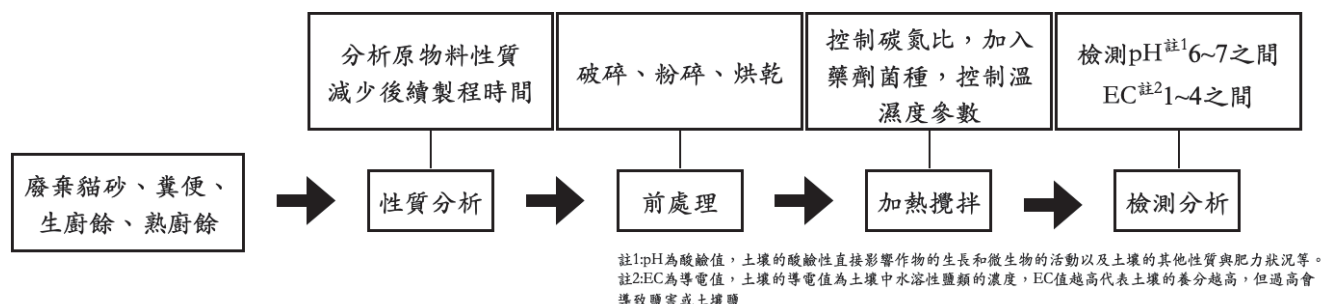 分析原物料性質
減少後續製程時間
破碎、粉碎、烘乾
控制碳氮比，加入
藥劑菌種，控制溫
濕度參數
檢測pH註16~7之間
EC註21~4之間
廢棄貓砂、糞便、
生廚餘、熟廚餘
性質分析
前處理
加熱攪拌
檢測分析
註1:pH為酸鹼值，土壤的酸鹼性直接影響作物的生長和微生物的活動以及土壤的其他性質與肥力狀況等。
註2:EC為導電值，土壤的導電值為土壤中水溶性鹽類的濃度，EC值越高代表土壤的養分越高，但過高會
導致鹽害或土壤鹽